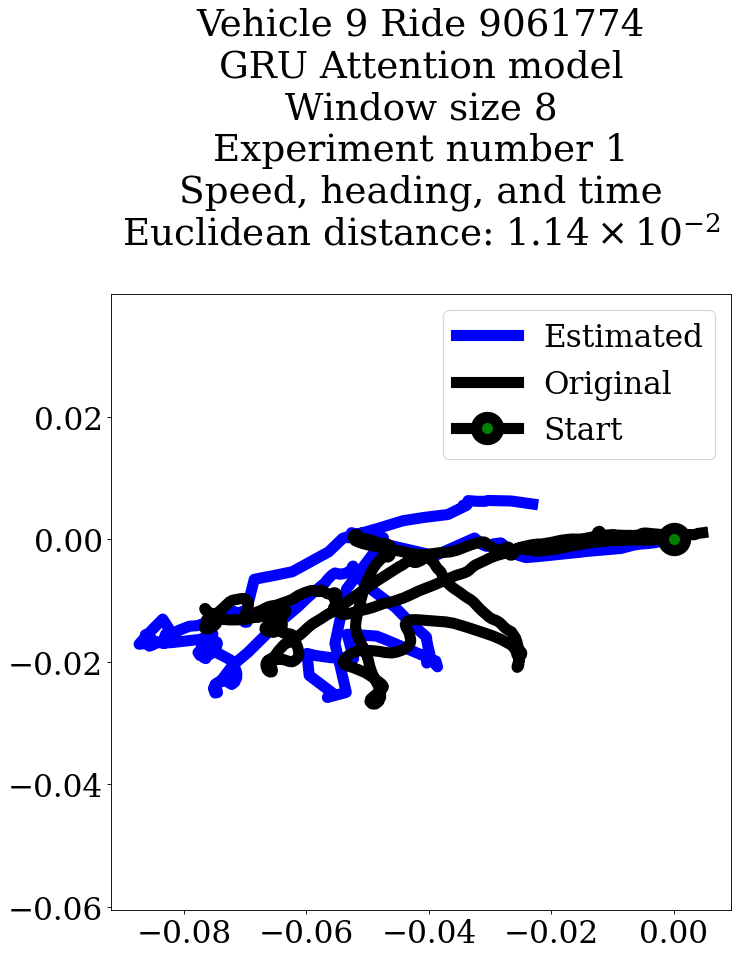 Vehicle 9 Ride 9061774
GRU Attention model
Window size 8
Experiment number 1
Speed, heading, and time
Euclidean distance: 1.14 × 10⁻²
Estimated
Original
Start
0.02
0.00
−0.02
−0.04
−0.06
−0.08 −0.06 −0.04 −0.02 0.00